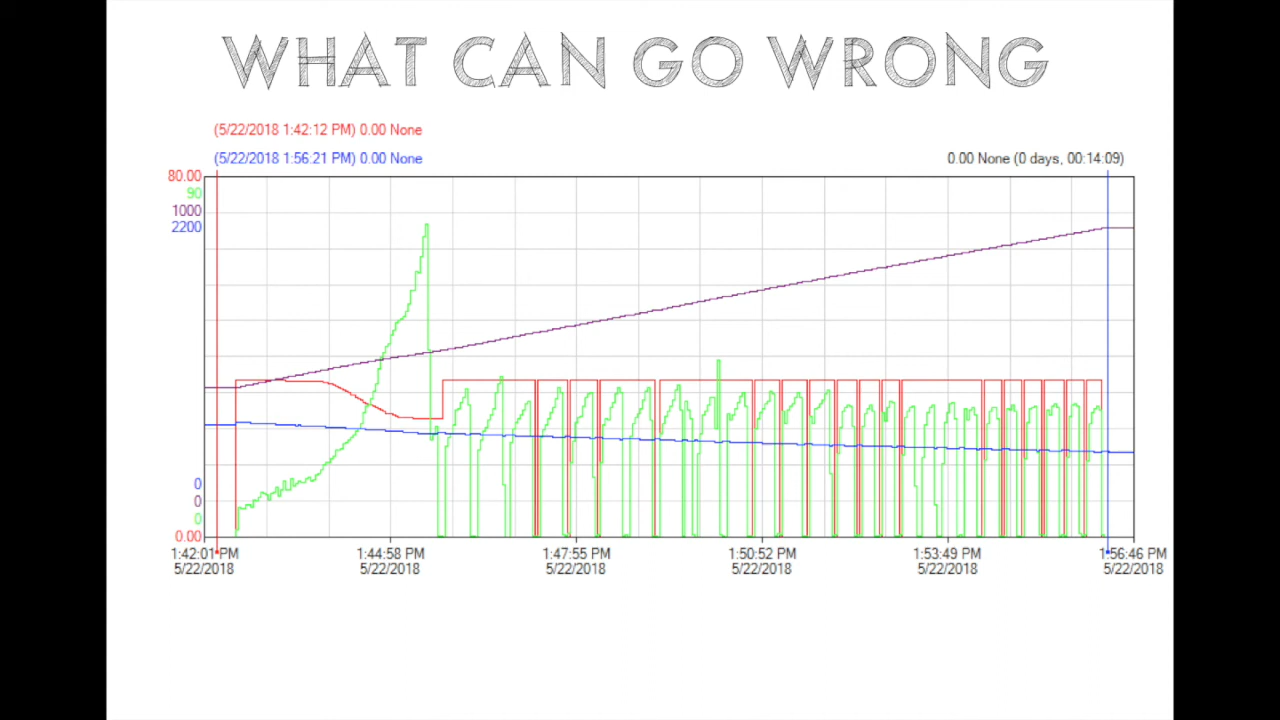 WHAT CAN GO WRONG
(5/22/2018 1:42:12 PM) 0.00 None
(5/22/2018 1:56:21 PM) 0.00 None
0.00 None (0 days, 00:14:09)
80.00
90
1000
2200
0
0
0
0.00
1:42:01 PM 1:44:58 PM 1:47:55 PM 1:50:52 PM 1:53:49 PM 1:56:46 PM
5/22/2018 5/22/2018 5/22/2018 5/22/2018 5/22/2018 5/22/2018